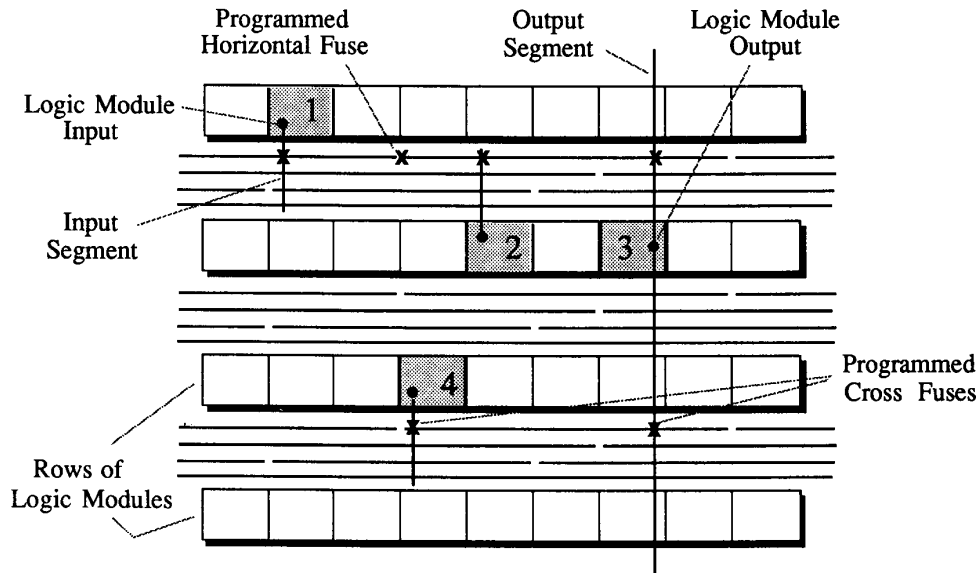 Programmed
Horizontal Fuse
Output
Segment
Logic Module
Output
Logic Module
Input
1
Input
Segment
2
3
4
Programmed
Cross Fuses
Rows of
Logic Modules